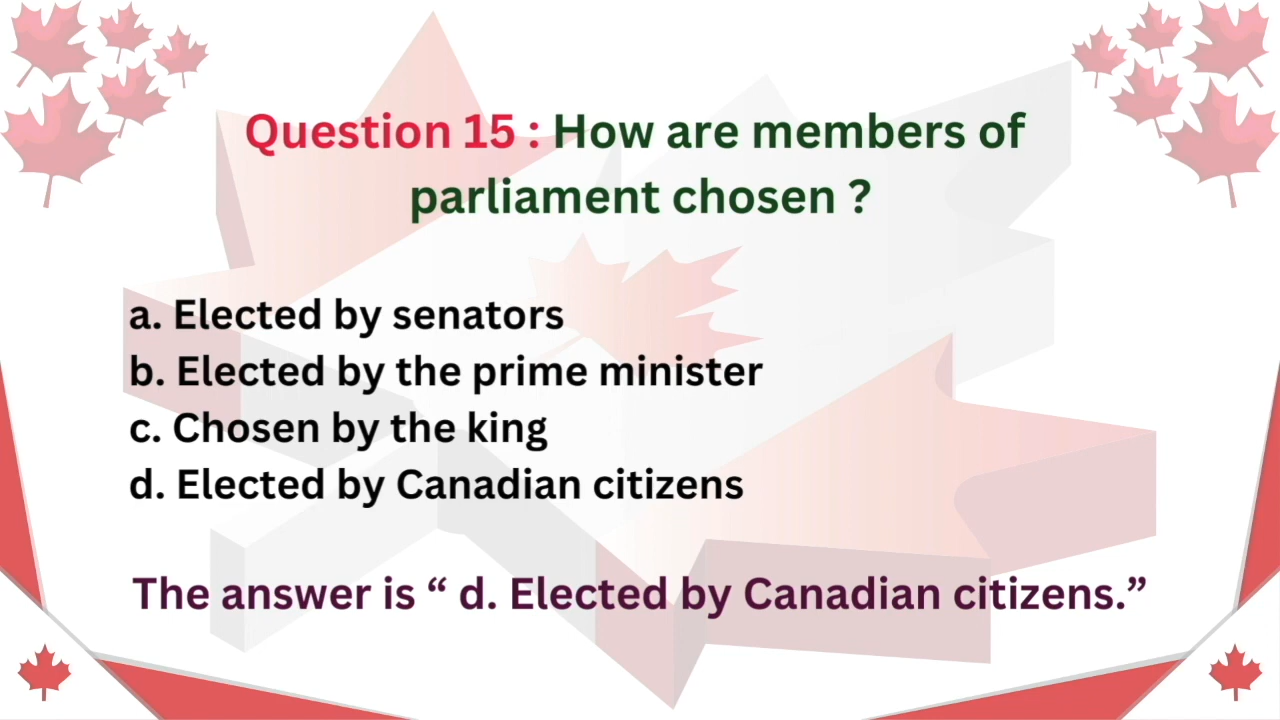 Question 15 : How are members of
parliament chosen ?
a. Elected by senators
b. Elected by the prime minister
c. Chosen by the king
d. Elected by Canadian citizens
The answer is “ d. Elected by Canadian citizens.”